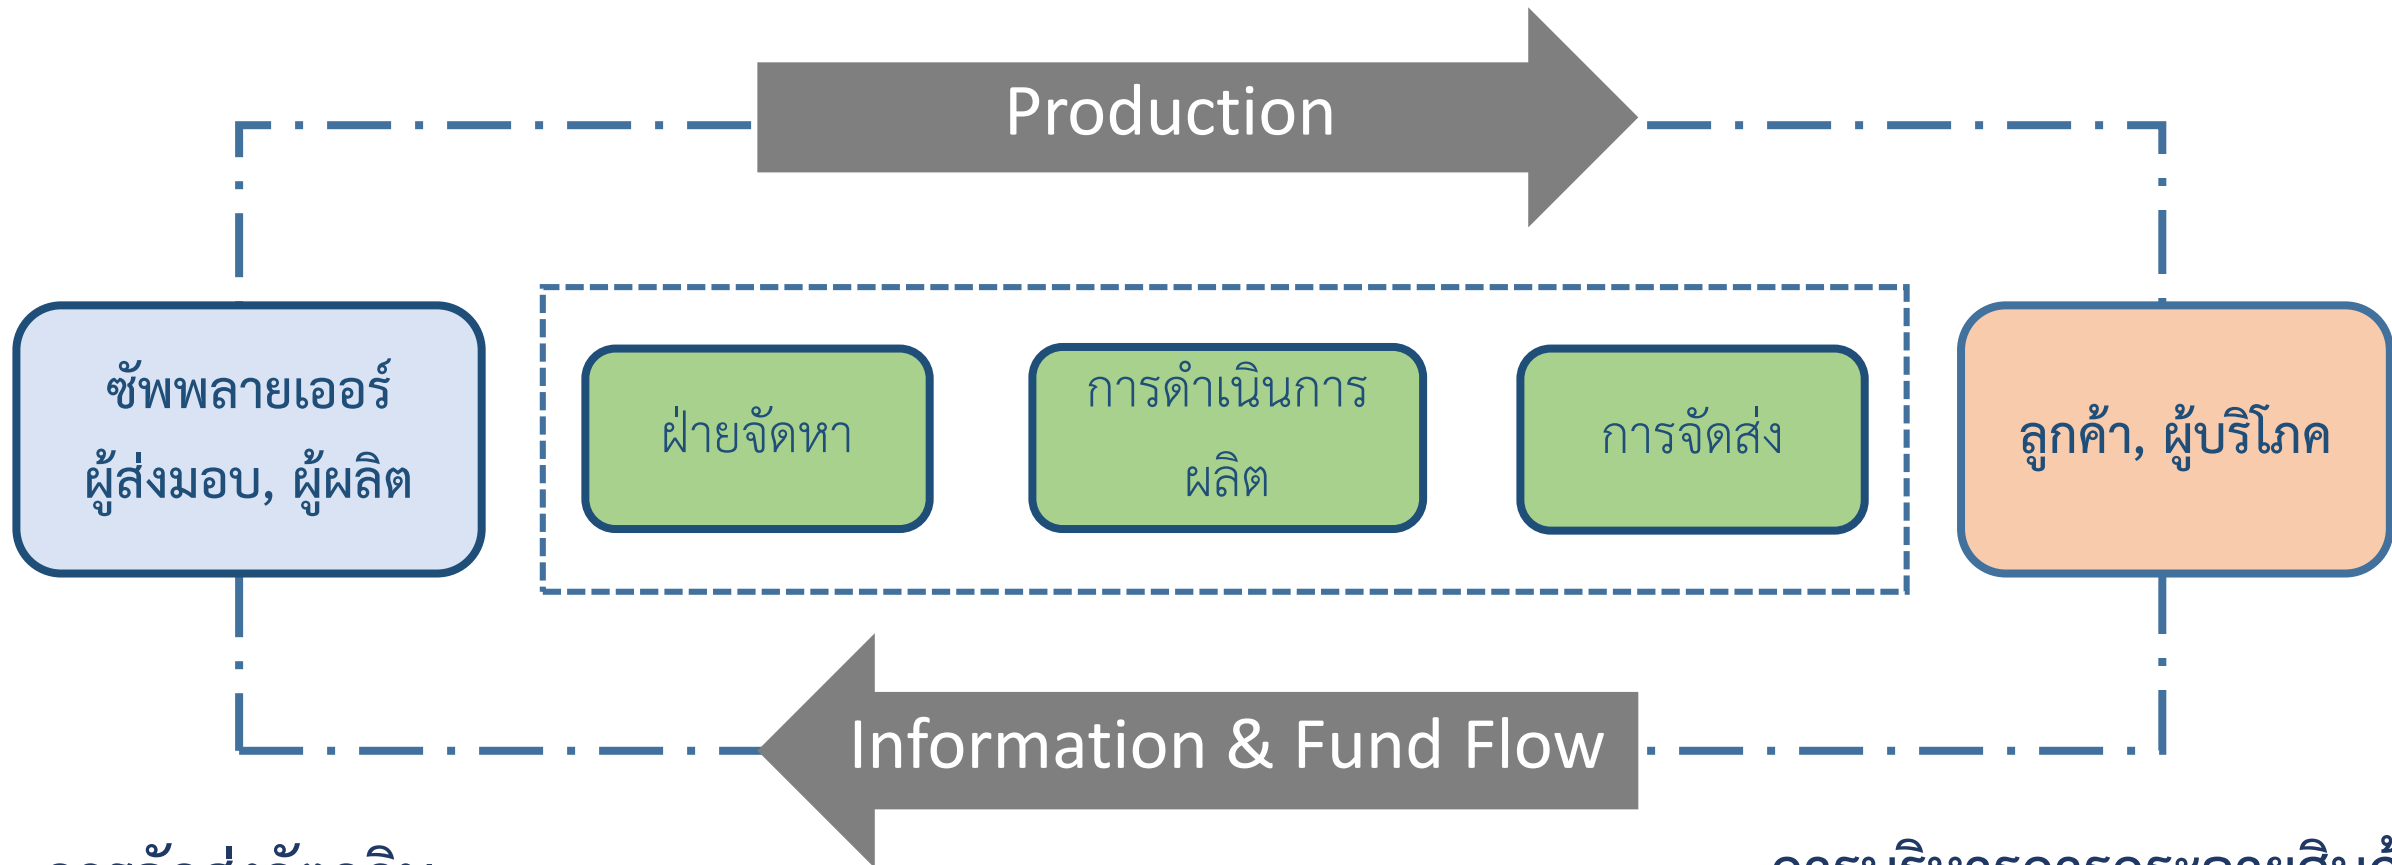 Production
ซัพพลายเออร์
ผู้ส่งมอบ, ผู้ผลิต
ฝ่ายจัดหา
การดำเนินการ
ผลิต
การจัดส่ง
ลูกค้า, ผู้บริโภค
Information & Fund Flow